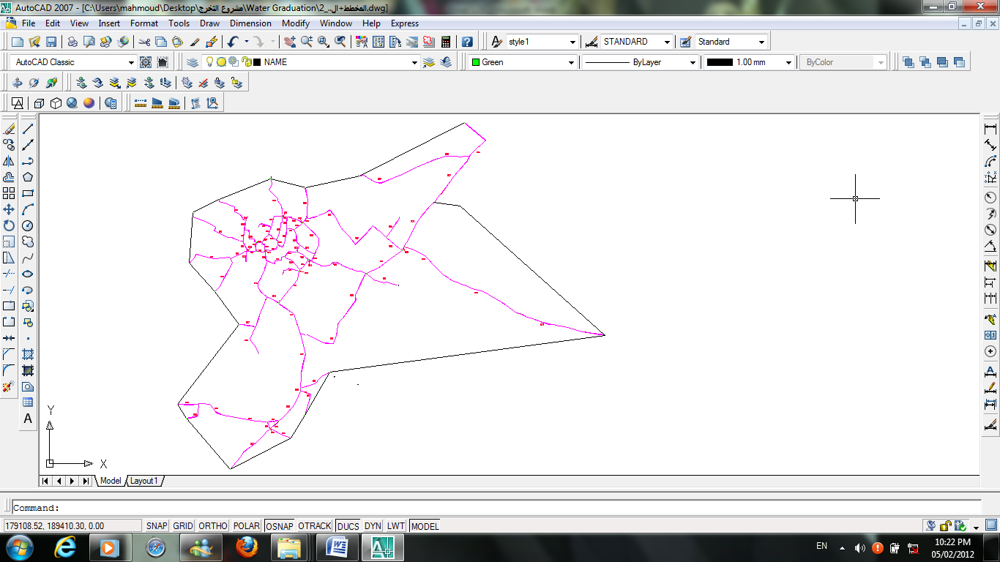 AutoCAD 2007 - [C:\Users\mahmoud\Desktop\مشروع التخرج\Water Graduation\2_..المخطط+ال.dwg]
File Edit View Insert Format Tools Draw Dimension Modify Window Help Express
style1 STANDARD Standard
AutoCAD Classic NAME Green ByLayer 1.00 mm ByColor
Y
X
Model Layout1
Command:
179108.52, 189410.30, 0.00 SNAP GRID ORTHO POLAR OSNAP OTRACK DUCS DYN LWT MODEL
EN 10:22 PM
05/02/2012